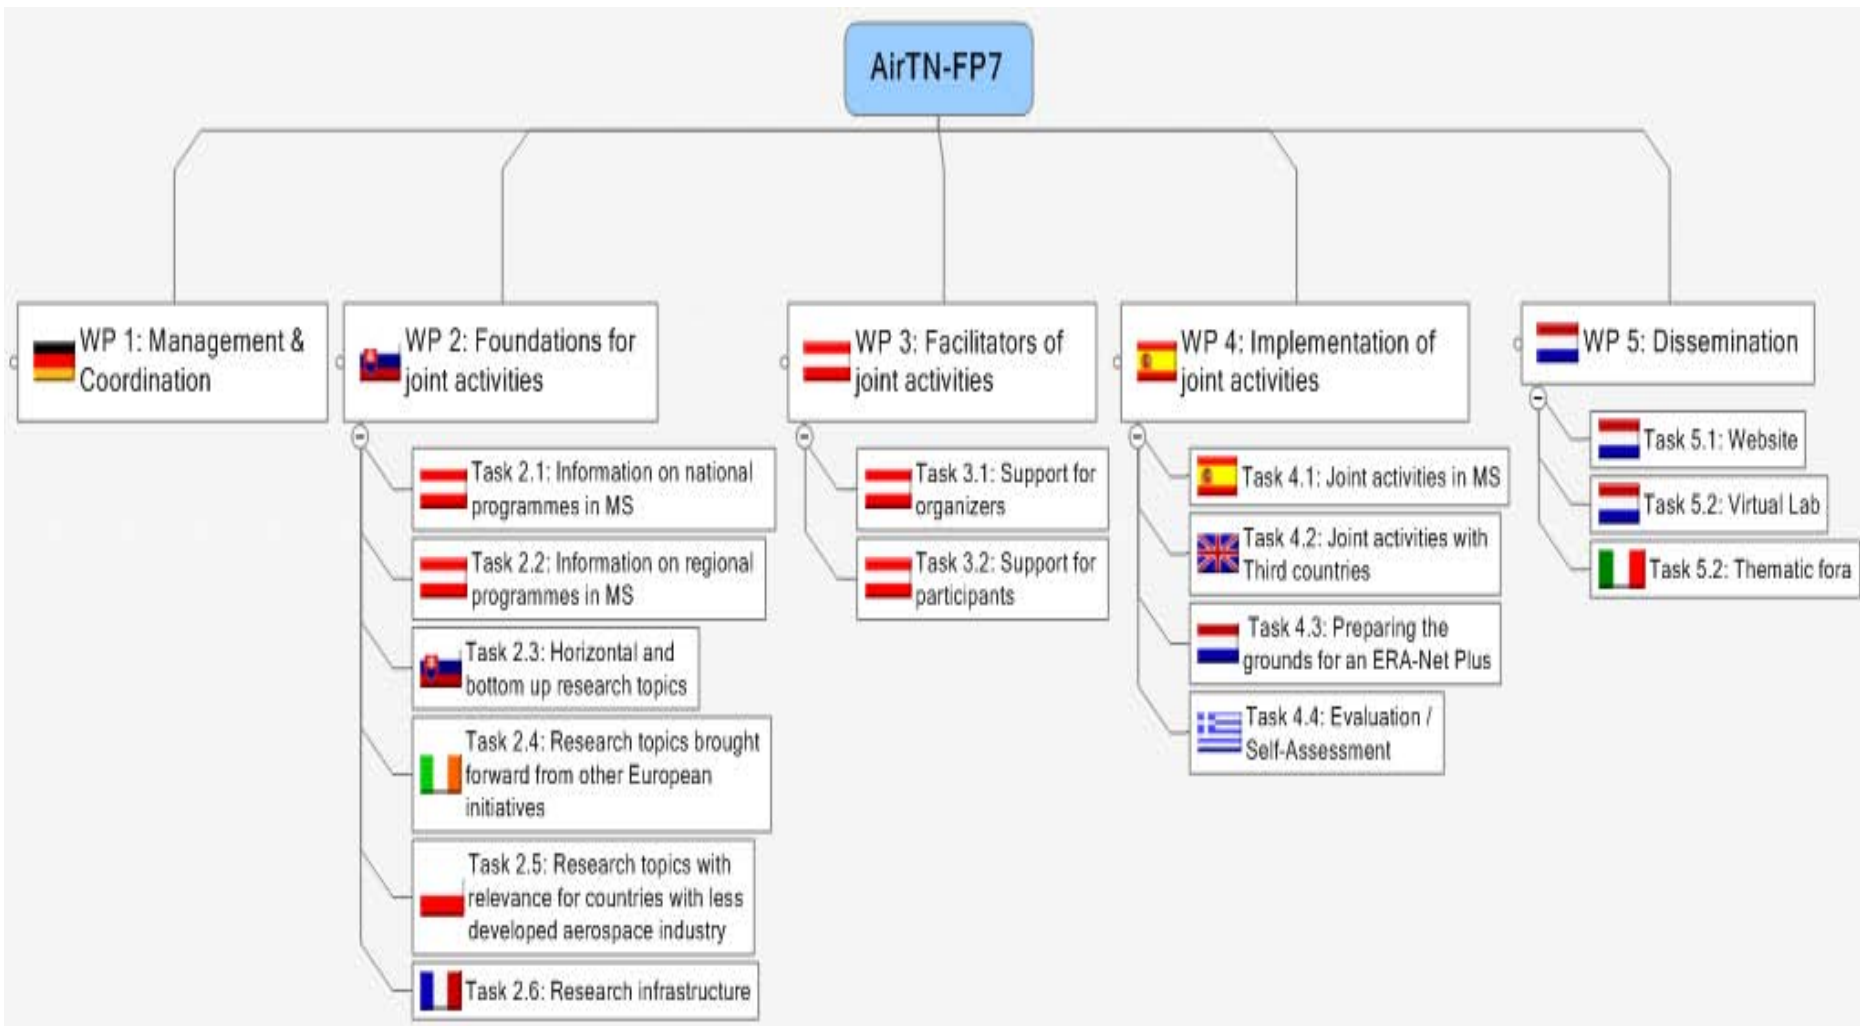 AirTN-FP7
WP 1: Management &
Coordination
WP 2: Foundations for
joint activities
Task 2.1: Information on national
programmes in MS
Task 2.2: Information on regional
programmes in MS
Task 2.3: Horizontal and
bottom up research topics
Task 2.4: Research topics brought
forward from other European
initiatives
Task 2.5: Research topics with
relevance for countries with less
developed aerospace industry
Task 2.6: Research infrastructure
WP 3: Facilitators of
joint activities
Task 3.1: Support for
organizers
Task 3.2: Support for
participants
WP 4: Implementation of
joint activities
Task 4.1: Joint activities in MS
Task 4.2: Joint activities with
Third countries
Task 4.3: Preparing the
grounds for an ERA-Net Plus
Task 4.4: Evaluation /
Self-Assessment
WP 5: Dissemination
Task 5.1: Website
Task 5.2: Virtual Lab
Task 5.2: Thematic fora